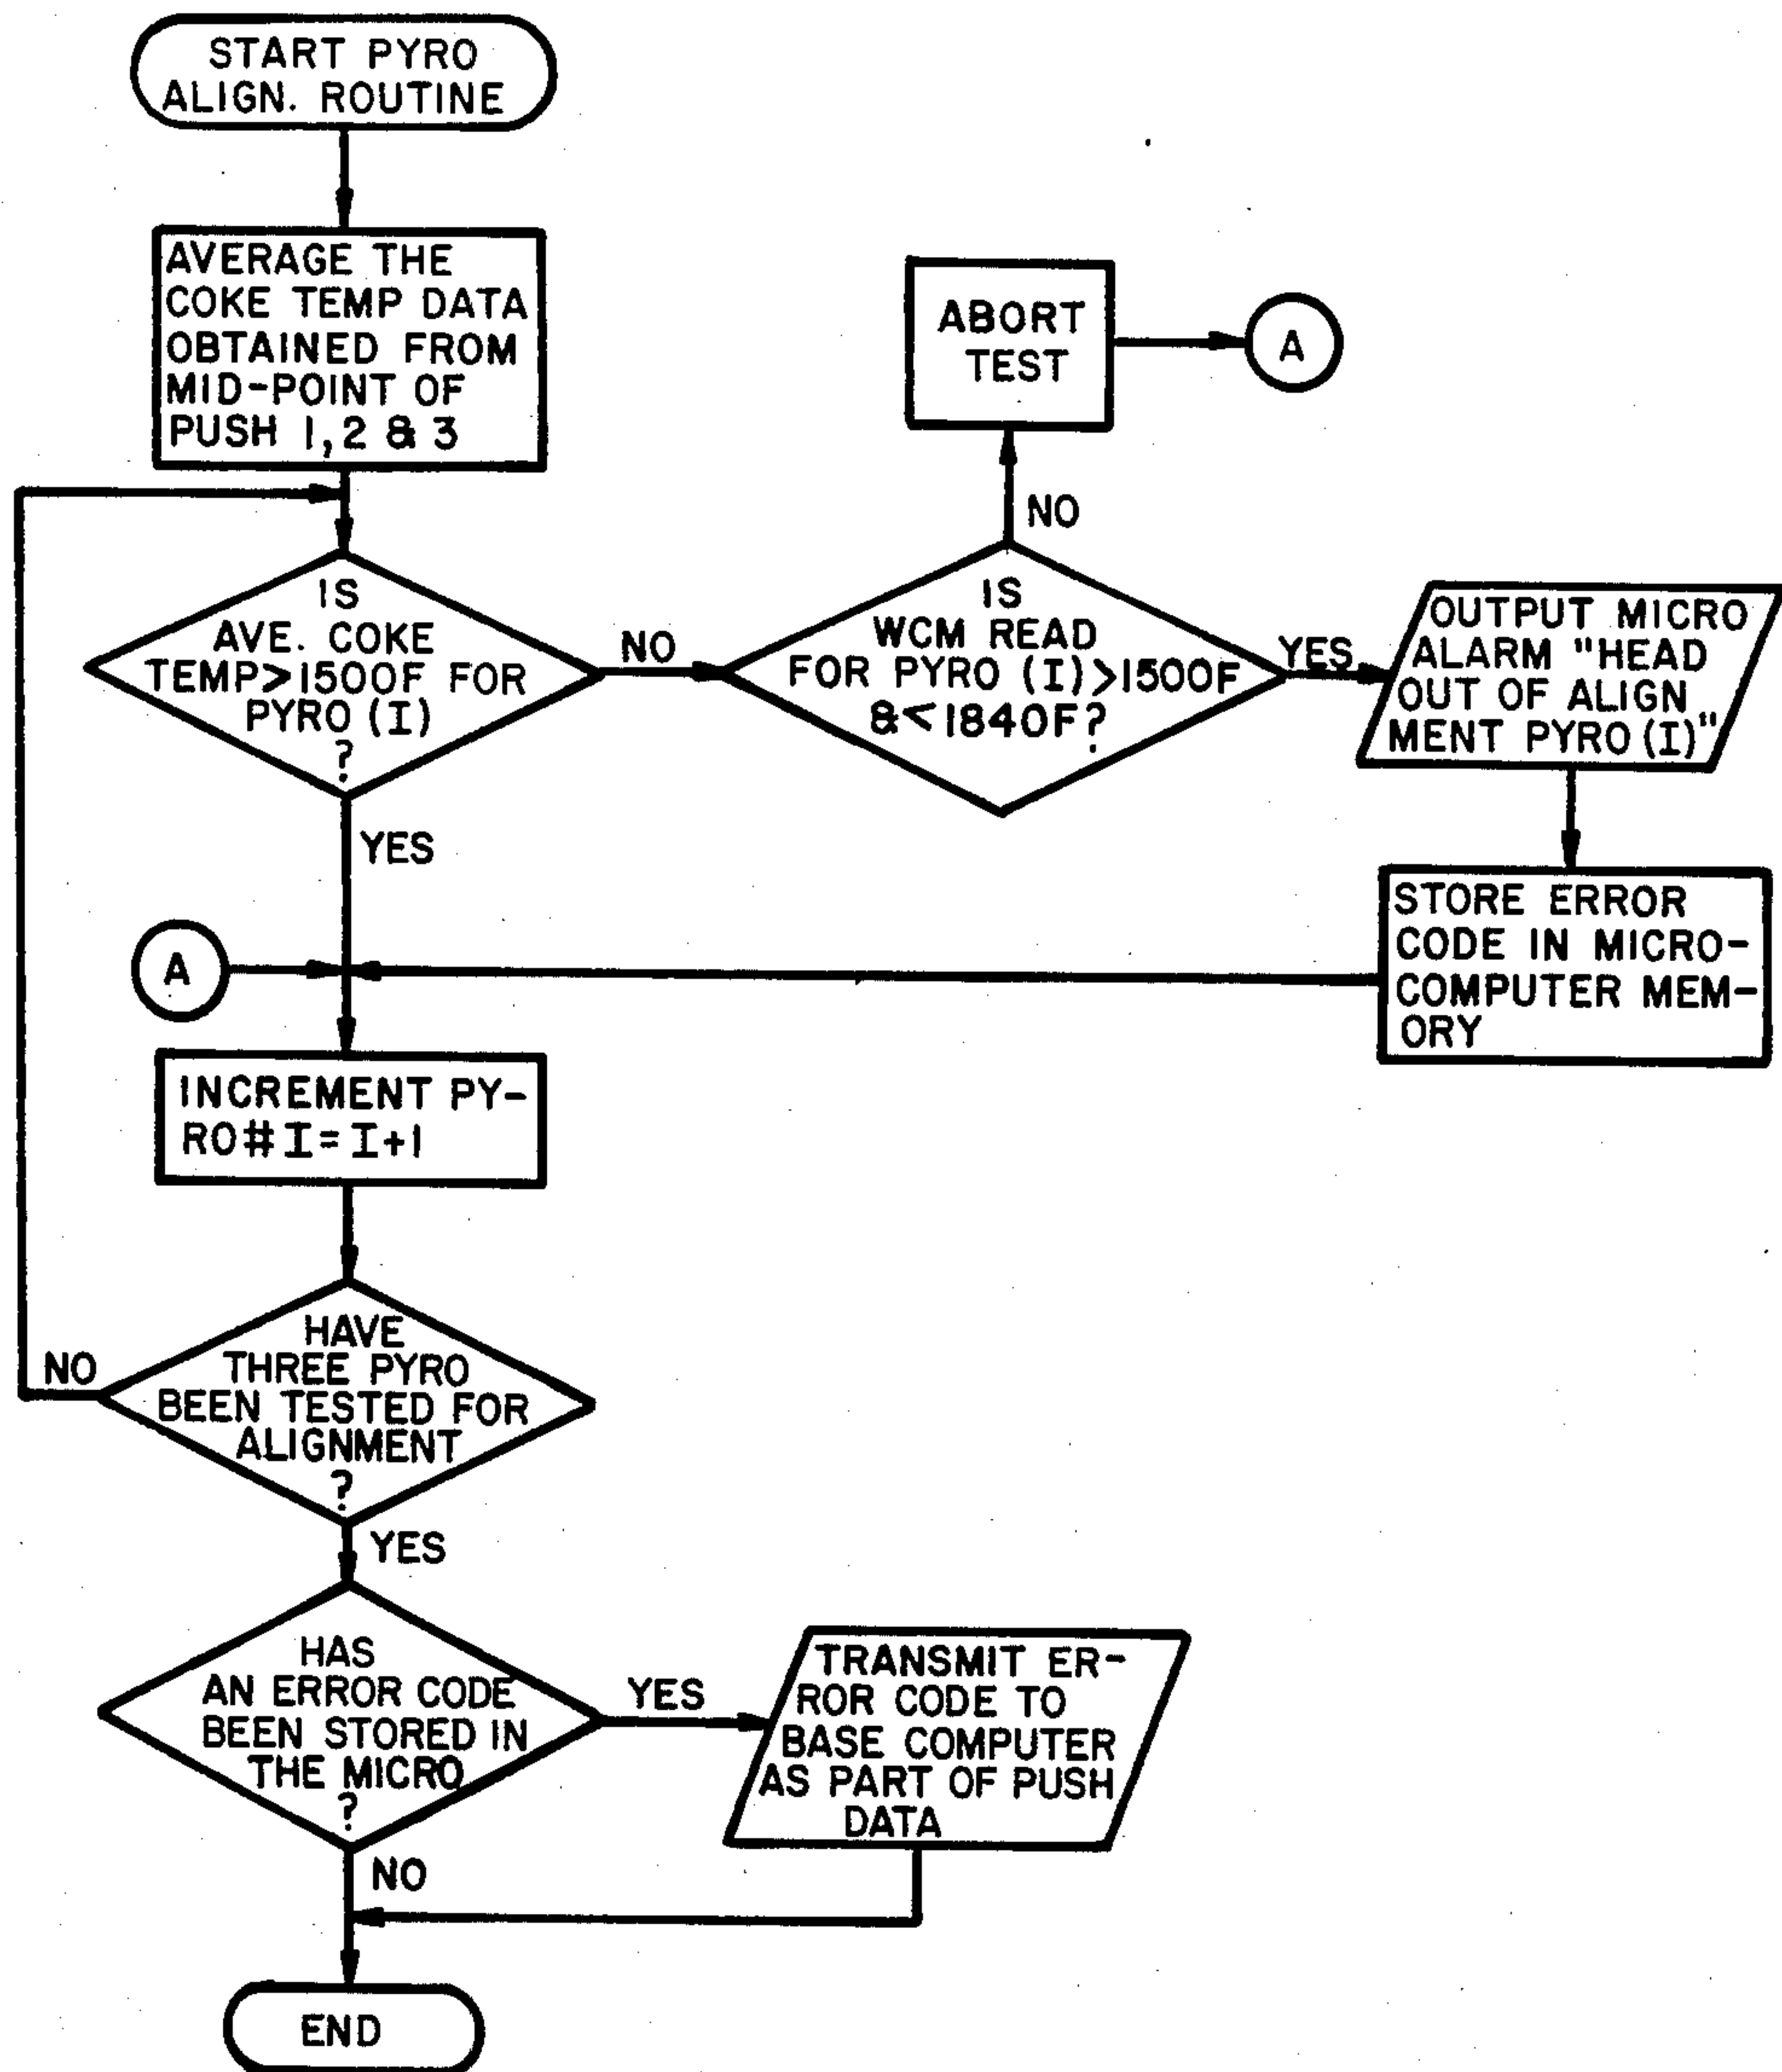 START PYRO
ALIGN. ROUTINE
AVERAGE THE
COKE TEMP DATA
OBTAINED FROM
MID-POINT OF
PUSH 1,2 & 3
ABORT
TEST
A
NO
IS
AVE. COKE
TEMP>1500F FOR
PYRO (I)
?
NO
IS
WCM READ
FOR PYRO (I)>1500F
&<1840F?
YES
OUTPUT MICRO
ALARM "HEAD
OUT OF ALIGN
MENT PYRO (I)"
YES
STORE ERROR
CODE IN MICRO-
COMPUTER MEM-
ORY
A
INCREMENT PY-
RO# I=I+1
NO
HAVE
THREE PYRO
BEEN TESTED FOR
ALIGNMENT
?
YES
HAS
AN ERROR CODE
BEEN STORED IN
THE MICRO
?
YES
TRANSMIT ER-
ROR CODE TO
BASE COMPUTER
AS PART OF PUSH
DATA
NO
END